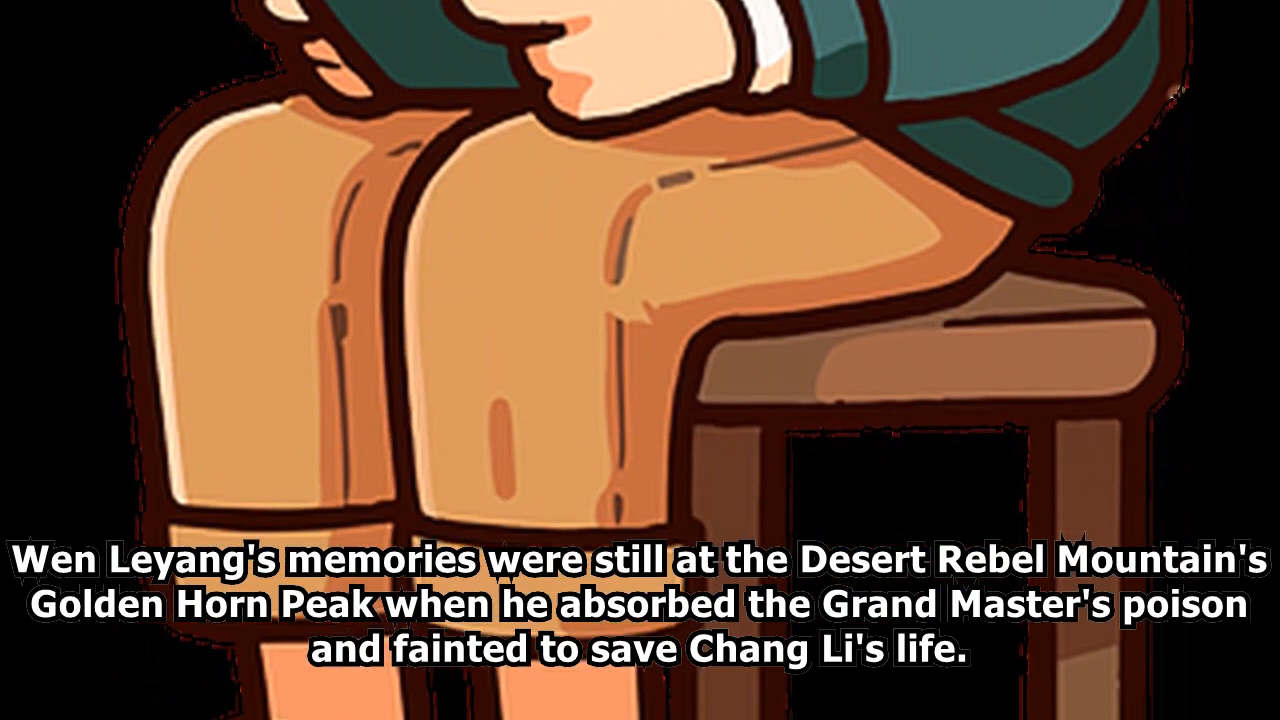 Wen Leyang's memories were still at the Desert Rebel Mountain's
Golden Horn Peak when he absorbed the Grand Master's poison
and fainted to save Chang Li's life.